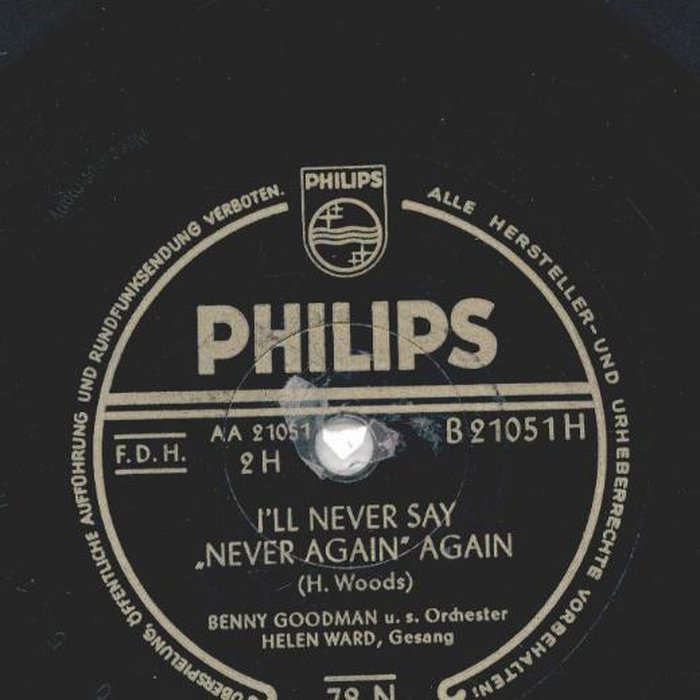 PHILIPS
ALLE HERSTELLER-UND URHEBERRECHTE VORBEHALTEN;
ÜBERSPIELUNG, ÖFFENTLICHE AUFFÜHRUNG UND RUNDFUNKSENDUNG VERBOTEN.
PHILIPS
F.D.H.
AA 21051
2 H
B 21051 H
I'LL NEVER SAY
„NEVER AGAIN” AGAIN
(H. Woods)
BENNY GOODMAN u. s. Orchester
HELEN WARD, Gesang
78 N